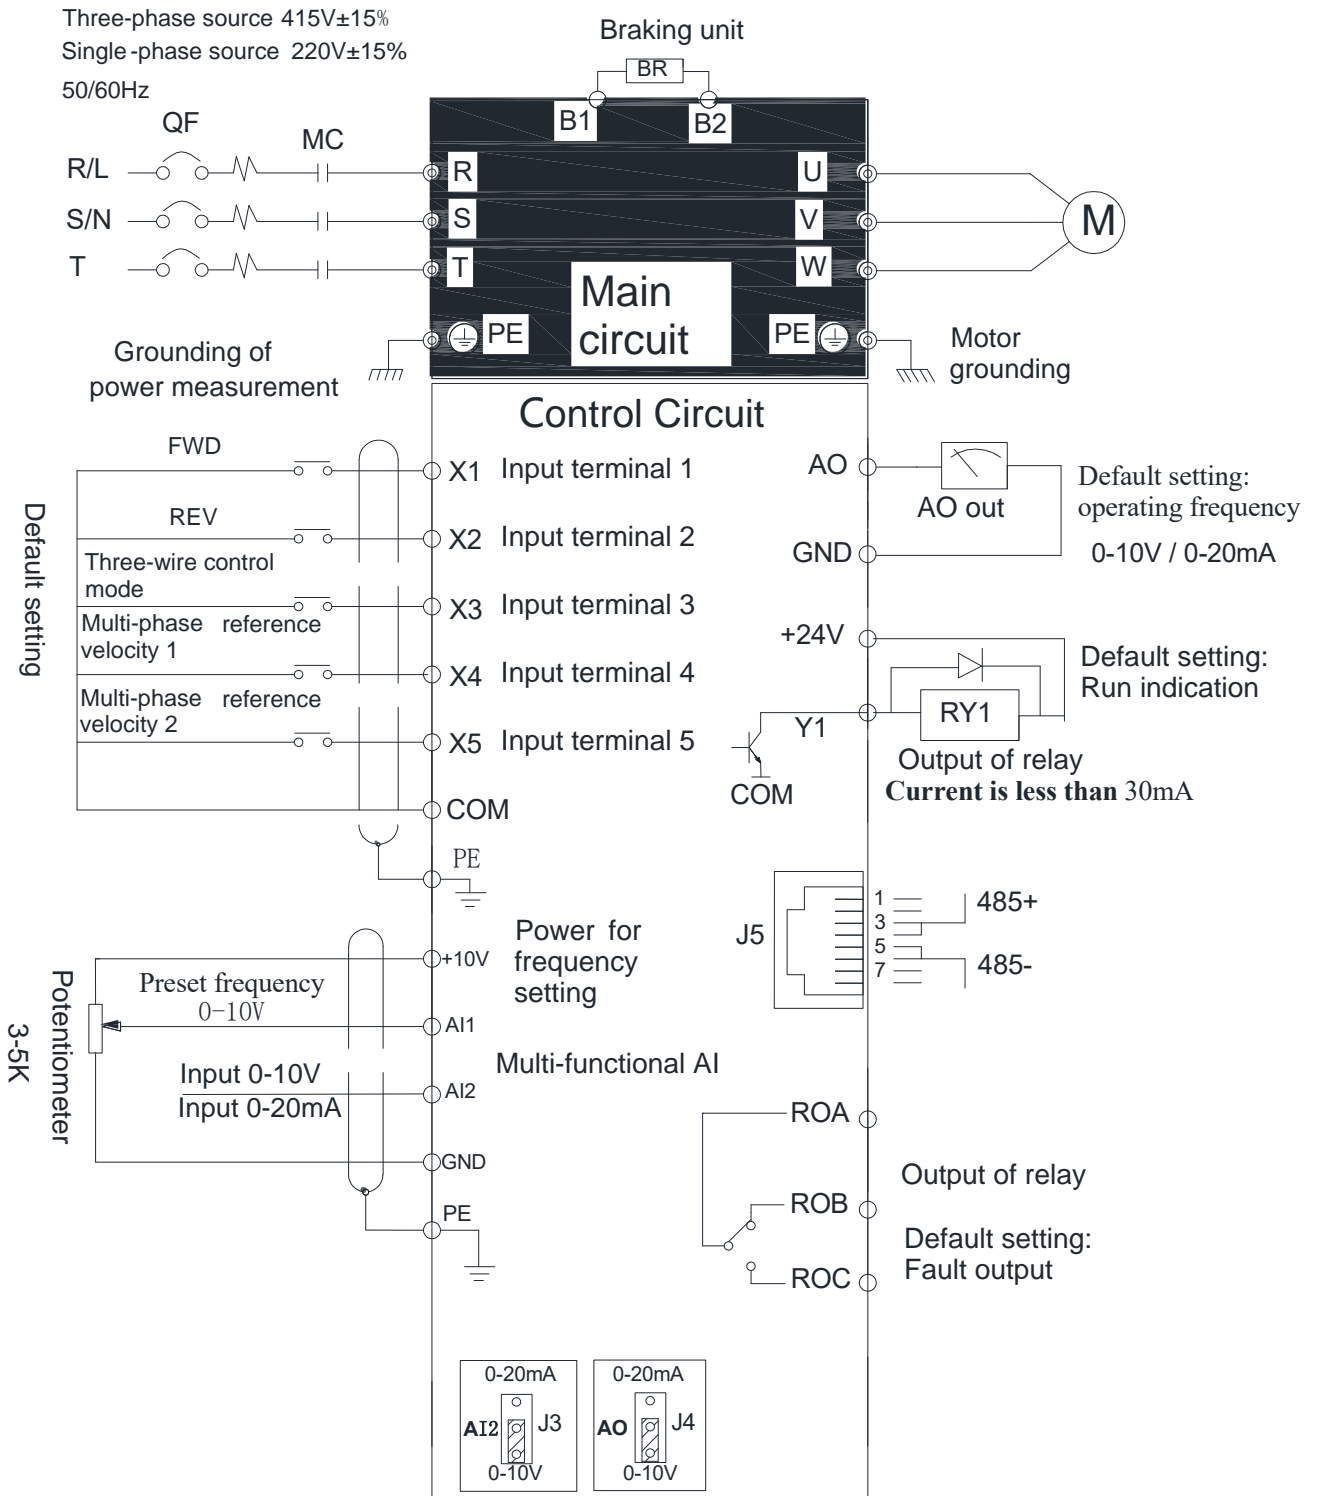 Three-phase source 415V±15%
Single-phase source 220V±15%
50/60Hz
Braking unit
BR
B1
B2
QF
MC
R/L
R
U
S/N
S
V
M
T
T
W
Main
circuit
PE
PE
Grounding of
power measurement
Motor
grounding
Control Circuit
Default setting
FWD
X1 Input terminal 1
REV
X2 Input terminal 2
Three-wire control
mode
X3 Input terminal 3
Multi-phase reference
velocity 1
X4 Input terminal 4
Multi-phase reference
velocity 2
X5 Input terminal 5
COM
PE
AO
AO out
GND
Default setting:
operating frequency
0-10V / 0-20mA
+24V
Y1
RY1
COM
Default setting:
Run indication
Output of relay
Current is less than 30mA
J5
1
3
5
7
485+
485-
Potentiometer
3-5K
+10V
Power for
frequency
setting
Preset frequency
0-10V
AI1
Multi-functional AI
Input 0-10V
Input 0-20mA
AI2
GND
PE
ROA
ROB
ROC
Output of relay
Default setting:
Fault output
0-20mA
AI2
J3
0-10V
0-20mA
AO
J4
0-10V